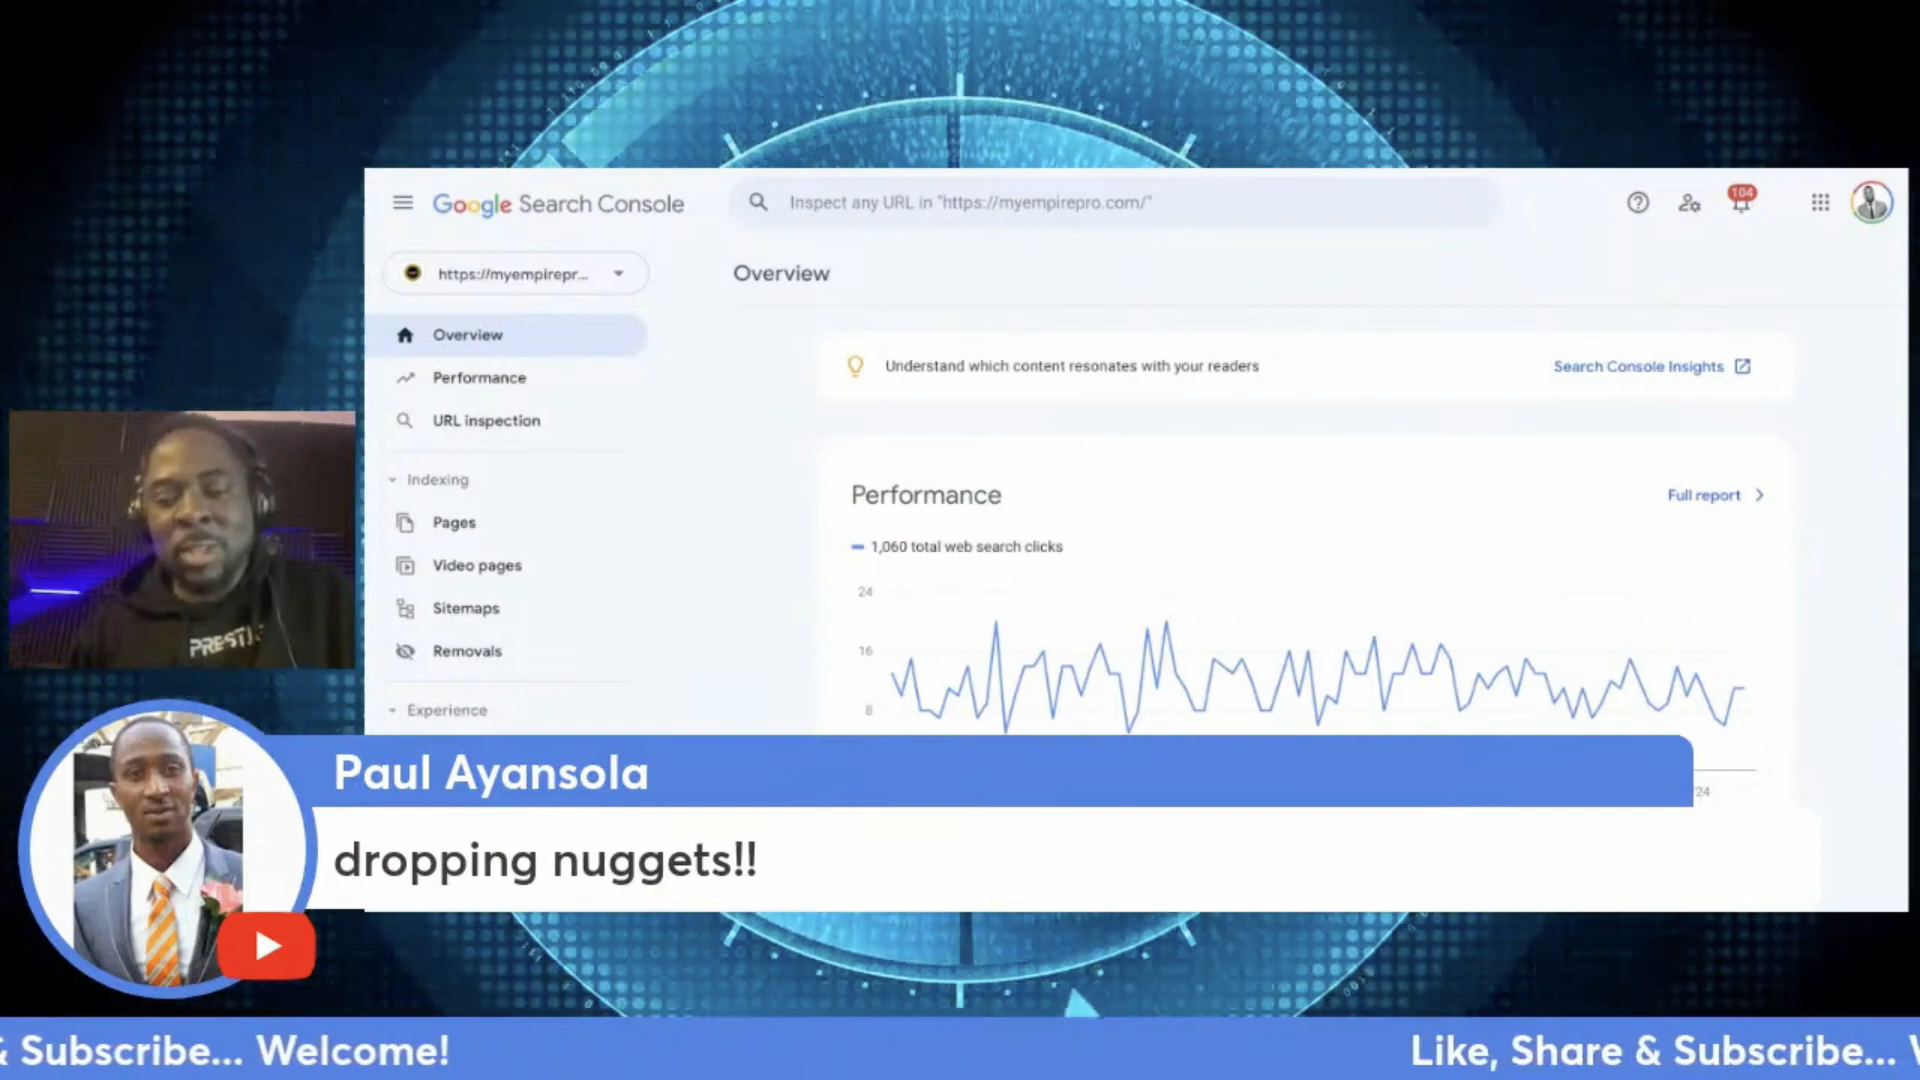 Google Search Console
Inspect any URL in "https://myempirepro.com/"
104
https://myempirepr...
Overview
Overview
Performance
URL inspection
Indexing
Pages
Video pages
Sitemaps
Removals
Experience
Understand which content resonates with your readers
Search Console Insights
Performance
Full report
1,060 total web search clicks
24
16
8
24
Paul Ayansola
dropping nuggets!!
& Subscribe... Welcome!
Like, Share & Subscribe...